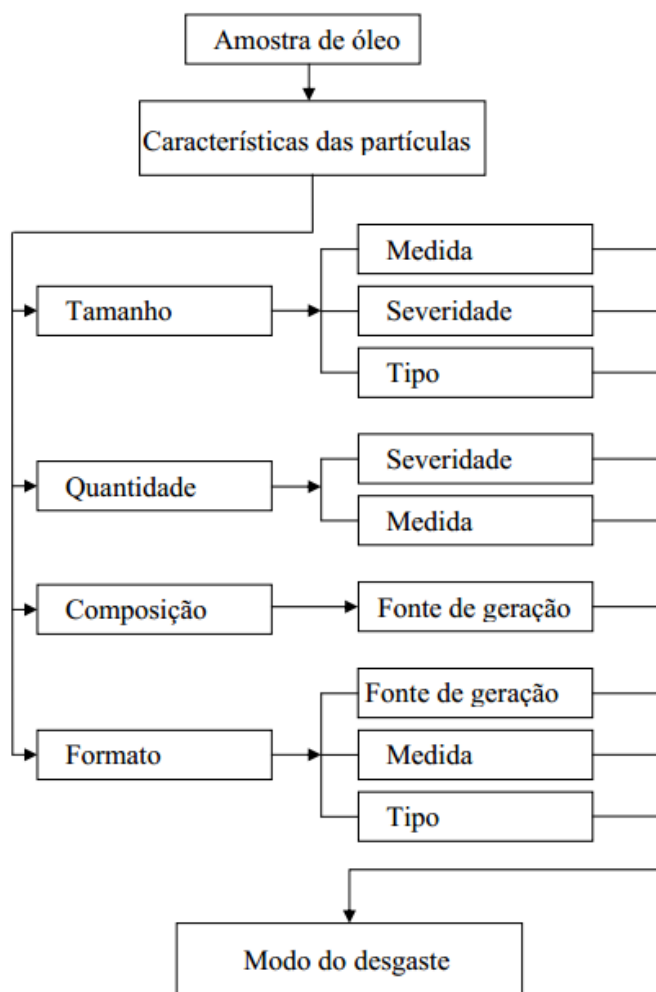 Amostra de óleo
Características das partículas
Tamanho
Medida
Severidade
Tipo
Quantidade
Severidade
Medida
Composição
Fonte de geração
Formato
Fonte de geração
Medida
Tipo
Modo do desgaste